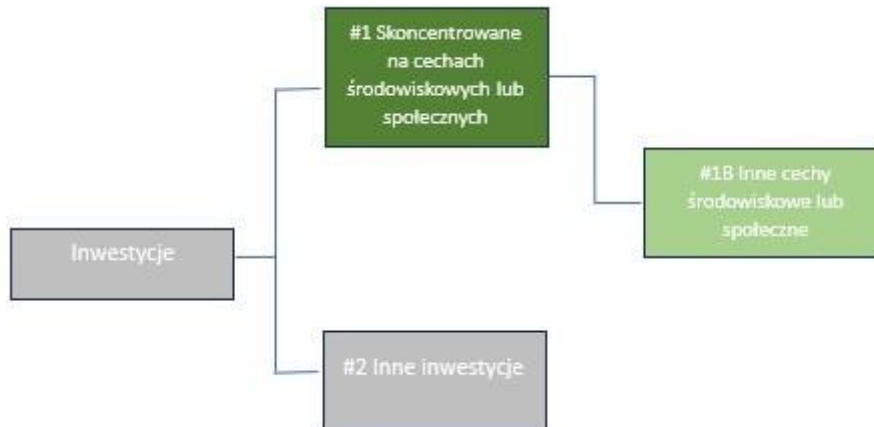 #1 Skoncentrowane
na cechach
środowiskowych lub
społecznych
#1B Inne cechy
środowiskowe lub
społeczne
Inwestycje
#2 Inne inwestycje